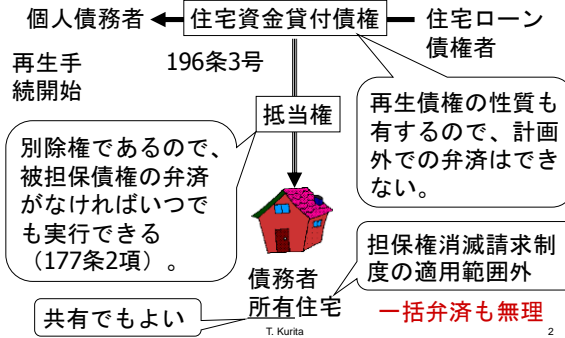 個人債務者
住宅資金貸付債権
住宅ローン
債権者
再生手
続開始
196条3号
抵当権
再生債権の性質も
有するので、計画
外での弁済はでき
ない。
別除権であるので、
被担保債権の弁済
がなければいつで
も実行できる
（177条2項）。
債務者
所有住宅
担保権消滅請求制
度の適用範囲外
共有でもよい
一括弁済も無理
T. Kurita
2